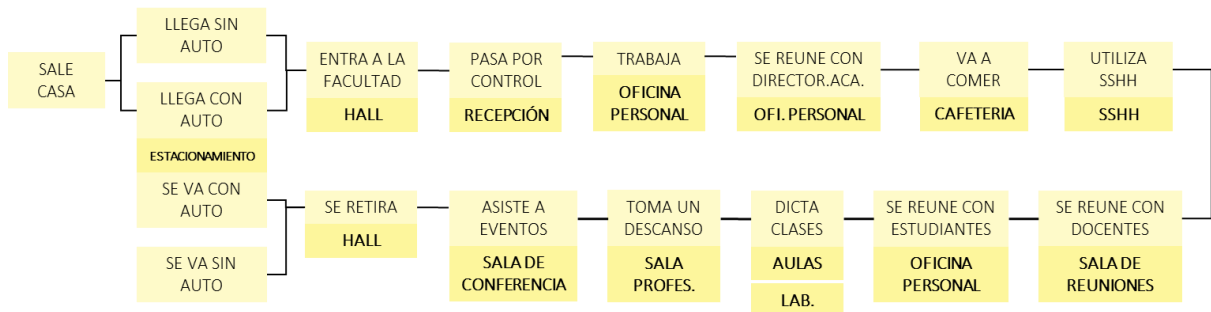 SALE
CASA
LLEGA SIN
AUTO
LLEGA CON
AUTO
ESTACIONAMIENTO
ENTRA A LA
FACULTAD
HALL
PASA POR
CONTROL
RECEPCIÓN
TRABAJA
OFICINA
PERSONAL
SE REUNE CON
DIRECTOR.ACA.
OFI. PERSONAL
VA A
COMER
CAFETERIA
UTILIZA
SSHH
SSHH
SE REUNE CON
DOCENTES
SALA DE
REUNIONES
SE REUNE CON
ESTUDIANTES
OFICINA
PERSONAL
DICTA
CLASES
AULAS
LAB.
TOMA UN
DESCANSO
SALA
PROFES.
ASISTE A
EVENTOS
SALA DE
CONFERENCIA
SE RETIRA
HALL
SE VA CON
AUTO
SE VA SIN
AUTO